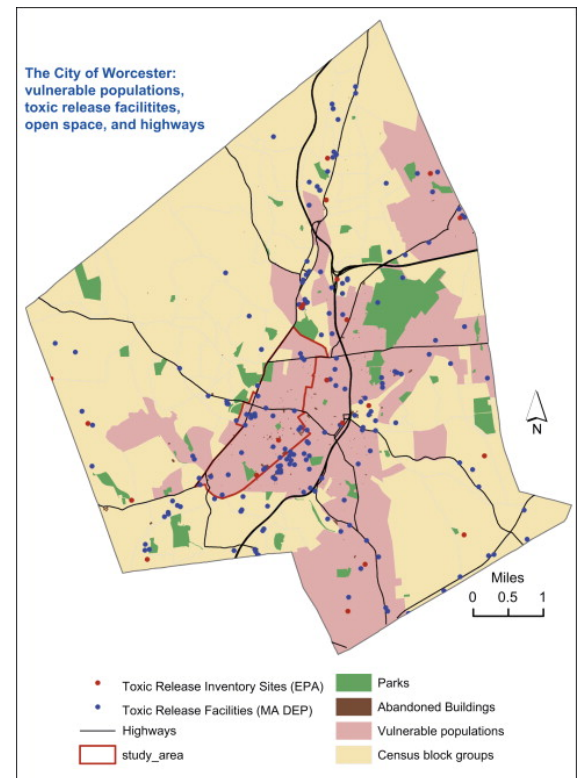 The City of Worcester:
vulnerable populations,
toxic release facilitites,
open space, and highways
N
Miles
0 0.5 1
Toxic Release Inventory Sites (EPA)
Toxic Release Facilities (MA DEP)
Highways
study_area
Parks
Abandoned Buildings
Vulnerable populations
Census block groups